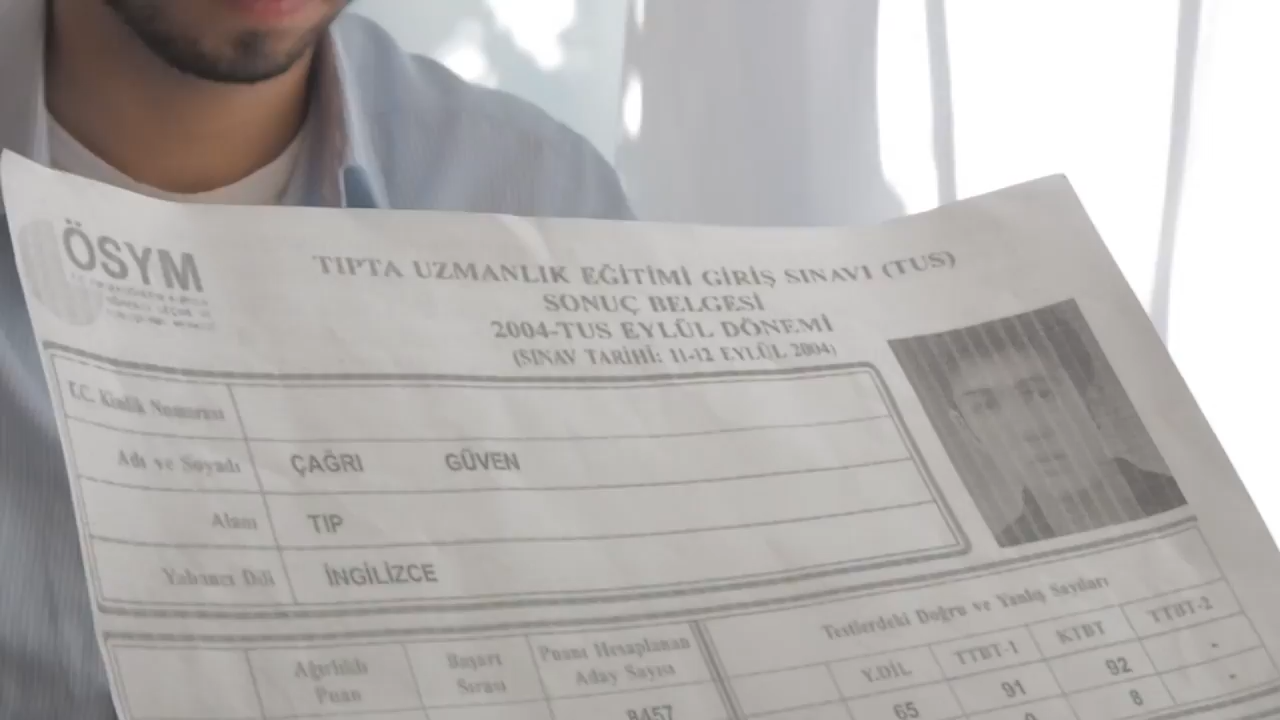 ÖSYM
TIPTA UZMANLIK EĞİTİMİ GİRİŞ SINAVI (TUS)
SONUÇ BELGESİ
2004-TUS EYLÜL DÖNEMİ
(SINAV TARİHİ: 11-12 EYLÜL 2004)
T.C. Kimlik Numarası
Adı ve Soyadı ÇAĞRI GÜVEN
Alanı TIP
Yabancı Dili İNGİLİZCE
Ağırlıklı Puan
Başarı Sırası
Puanı Hesaplanan Aday Sayısı
8457
Testlerdeki Doğru ve Yanlış Sayıları
Y.DİL TTBT-1 KTBT TTBT-2
65 91 92 -
8 -